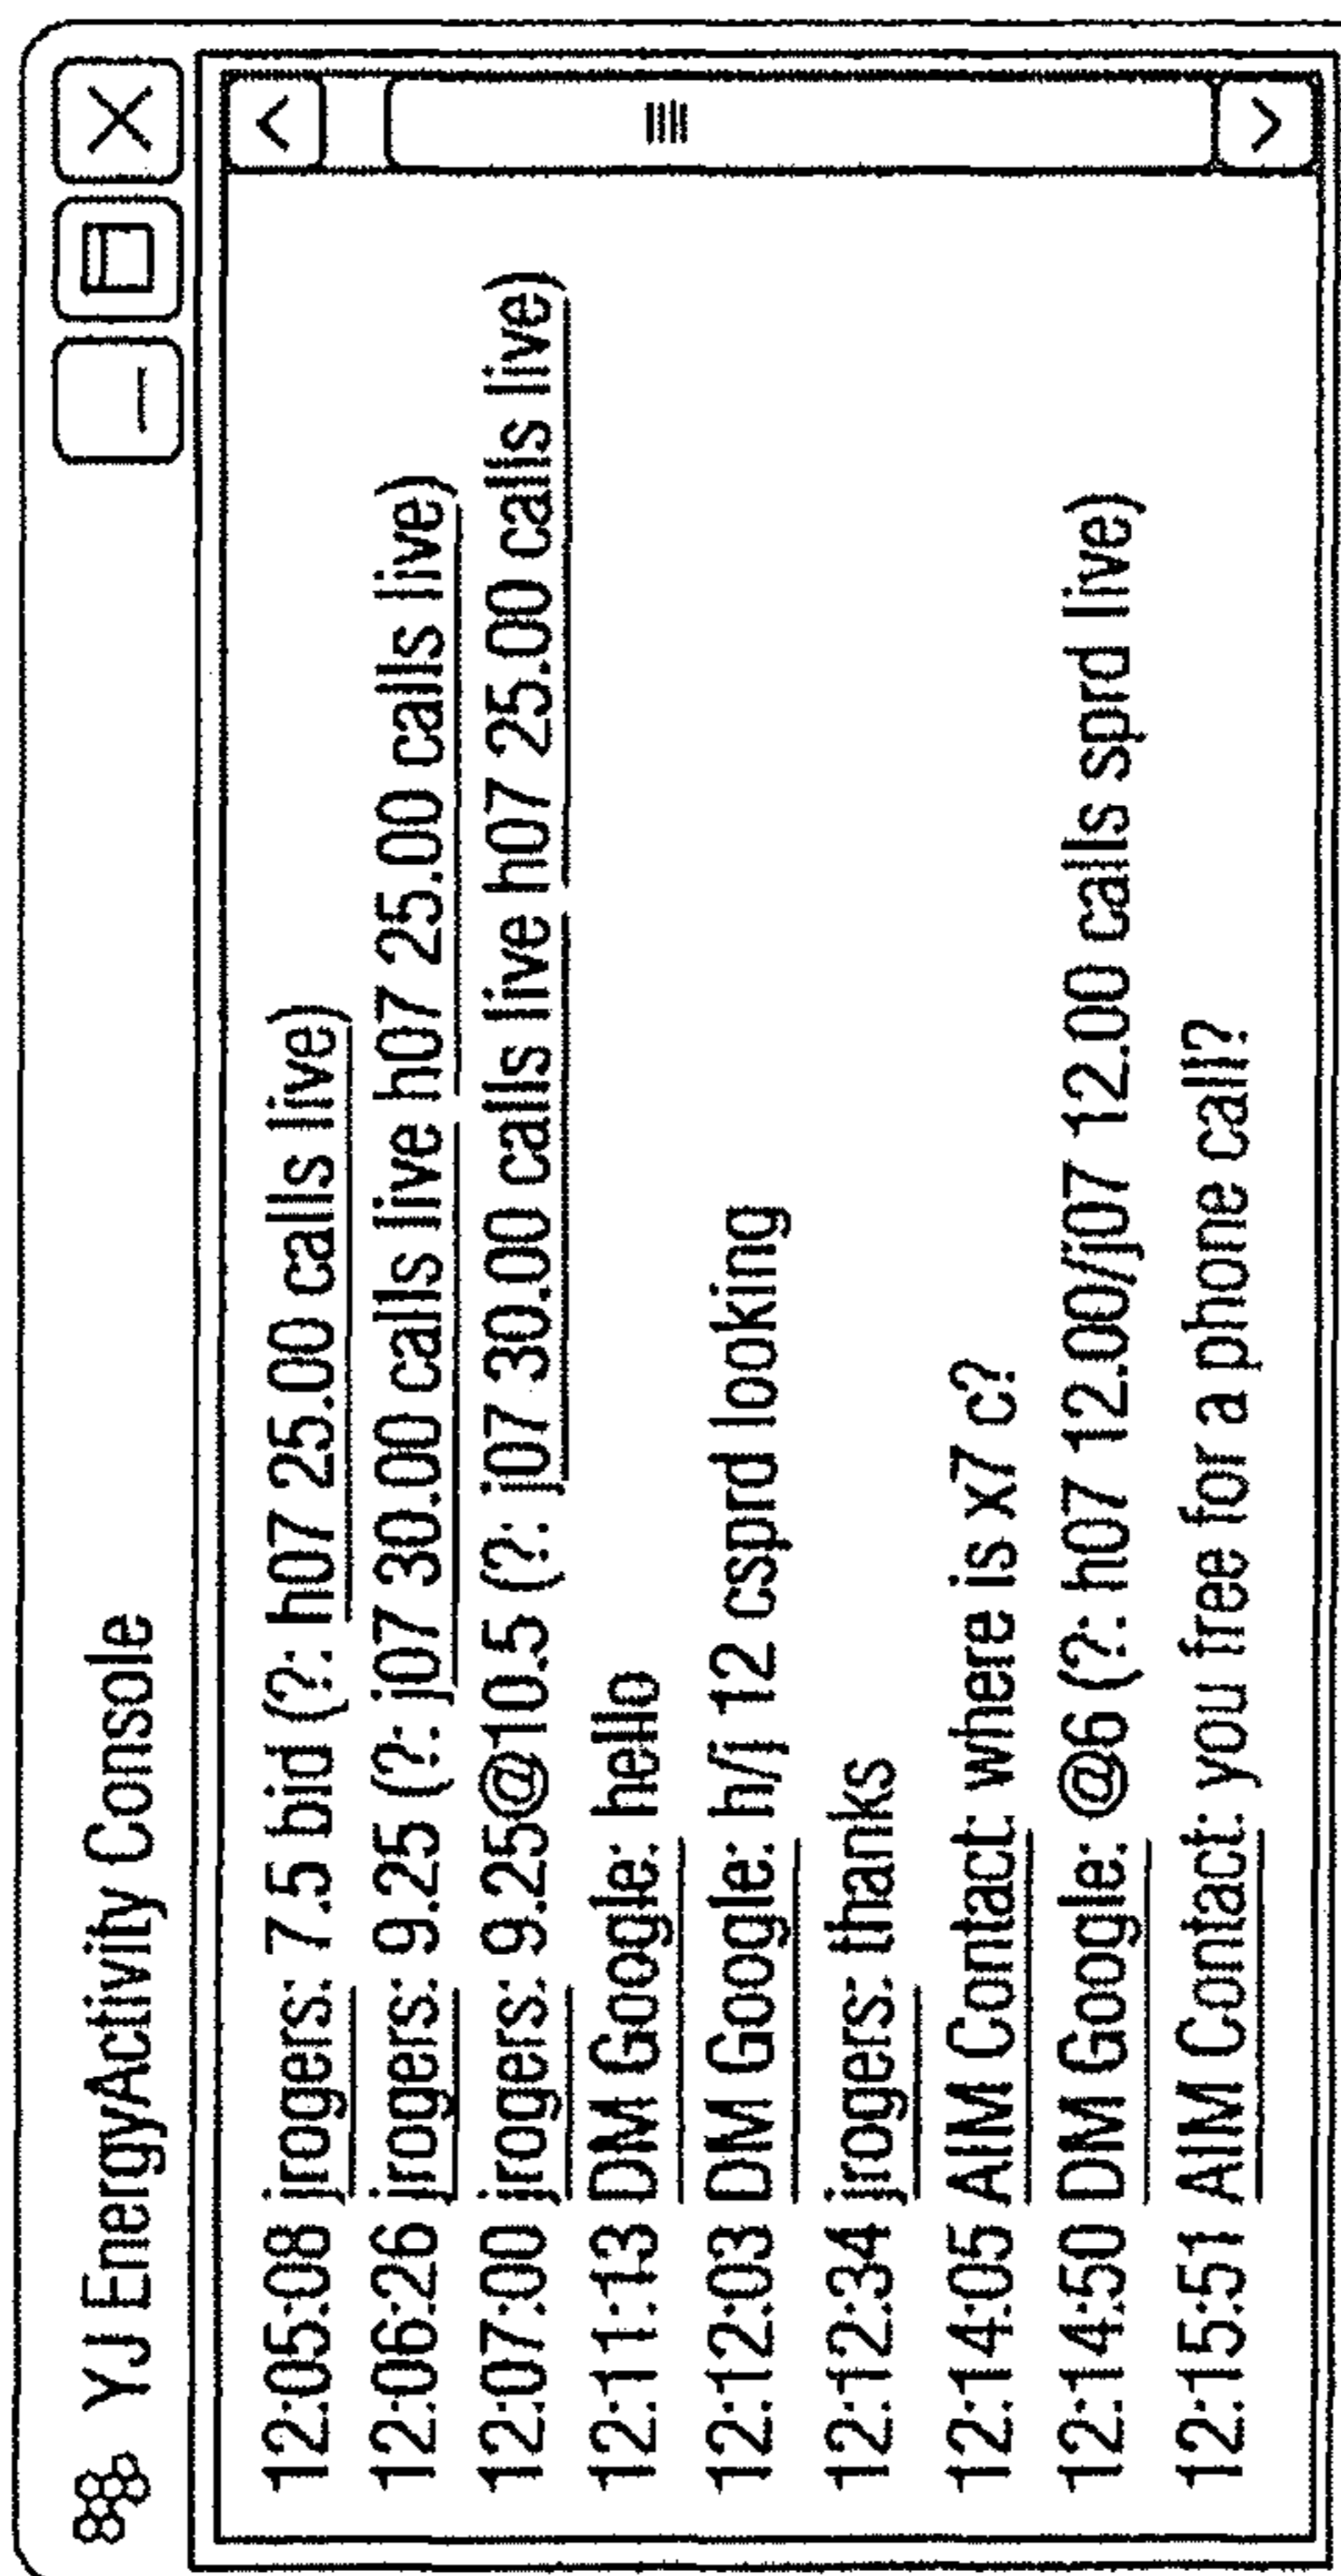 YJ EnergyActivity Console
12:05:08 jrogers: 7.5 bid (?: h07 25.00 calls live)
12:06:26 jrogers: 9.25 (?: j07 30.00 calls live h07 25.00 calls live)
12:07:00 jrogers: 9.25@10.5 (?: j07 30.00 calls live h07 25.00 calls live)
12:11:13 DM Google: hello
12:12:03 DM Google: h/j 12 csprd looking
12:12:34 jrogers: thanks
12:14:05 AIM Contact: where is x7 c?
12:14:50 DM Google: @6 (?: h07 12.00/j07 12.00 calls sprd live)
12:15:51 AIM Contact: you free for a phone call?